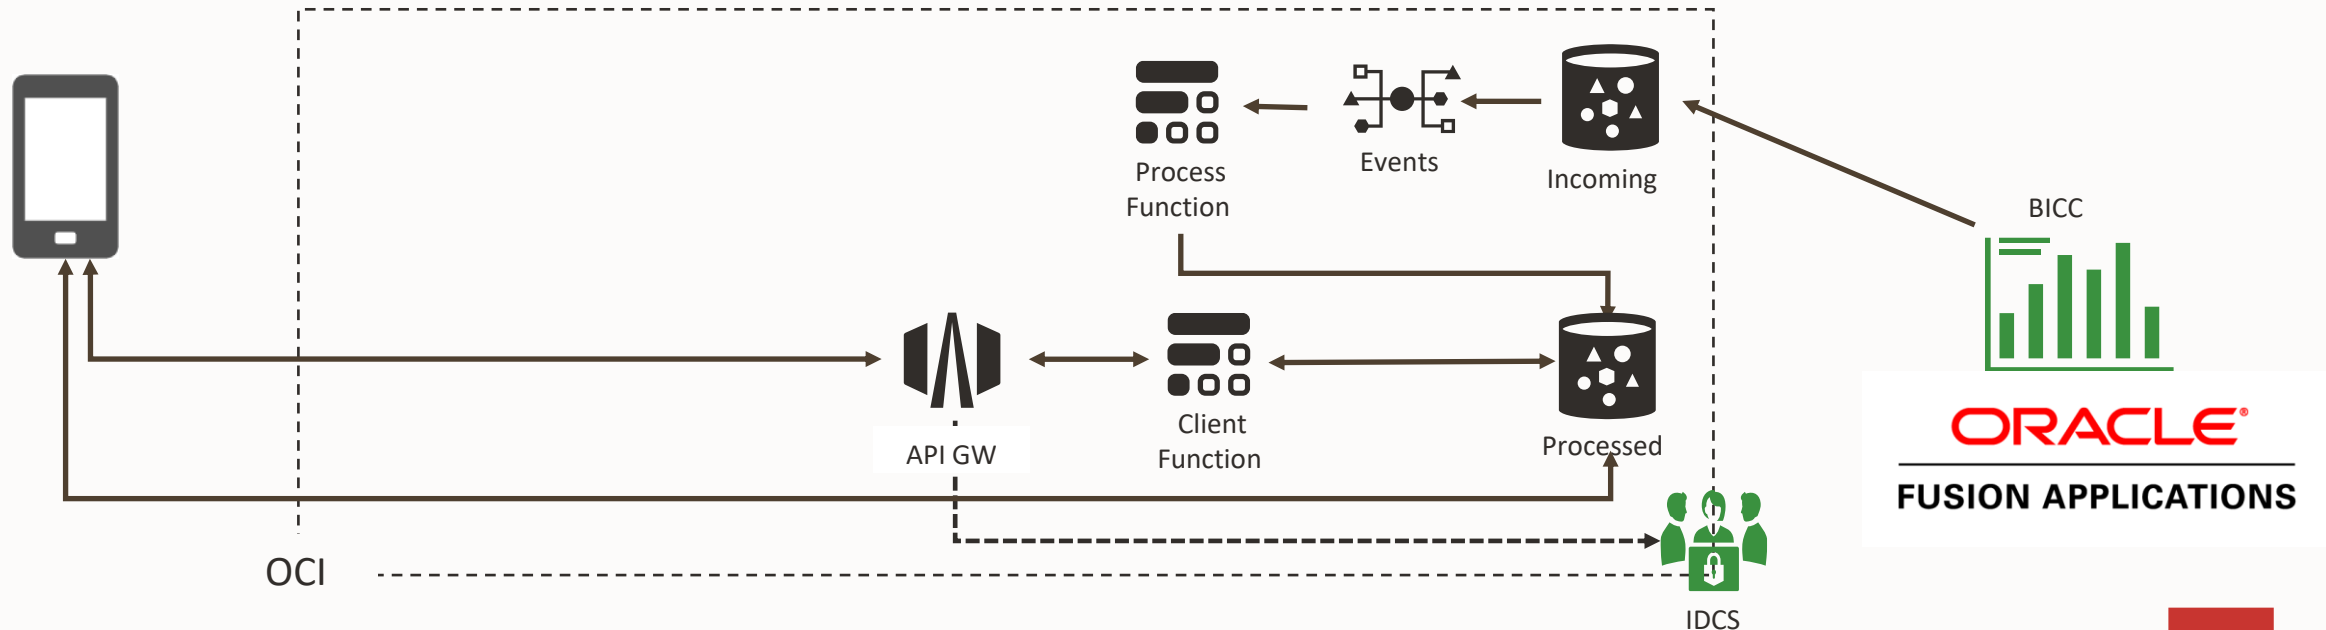 Process
Function
Events
Incoming
BICC
API GW
Client
Function
Processed
ORACLE®
FUSION APPLICATIONS
OCI
IDCS